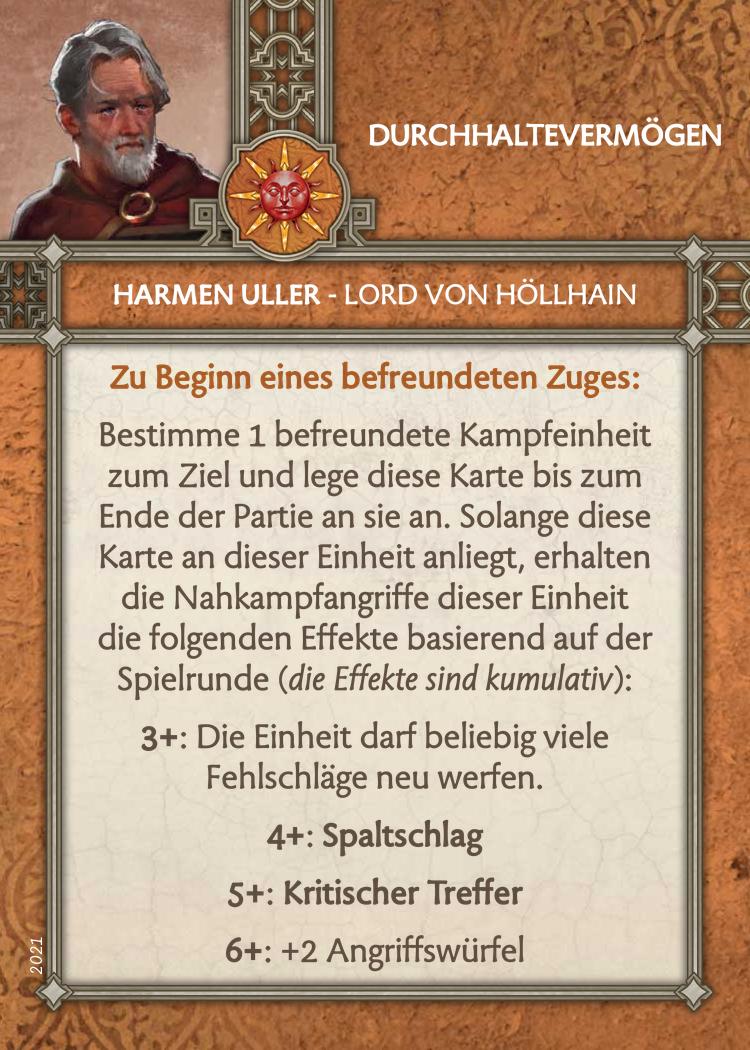 DURCHHALTEVERMÖGEN
HARMEN ULLER - LORD VON HÖLLHAIN
Zu Beginn eines befreundeten Zuges:
Bestimme 1 befreundete Kampfeinheit
zum Ziel und lege diese Karte bis zum
Ende der Partie an sie an. Solange diese
Karte an dieser Einheit anliegt, erhalten
die Nahkampfangriffe dieser Einheit
die folgenden Effekte basierend auf der
Spielrunde (die Effekte sind kumulativ):
3+: Die Einheit darf beliebig viele
Fehlschläge neu werfen.
4+: Spaltschlag
5+: Kritischer Treffer
6+: +2 Angriffswürfel
2021